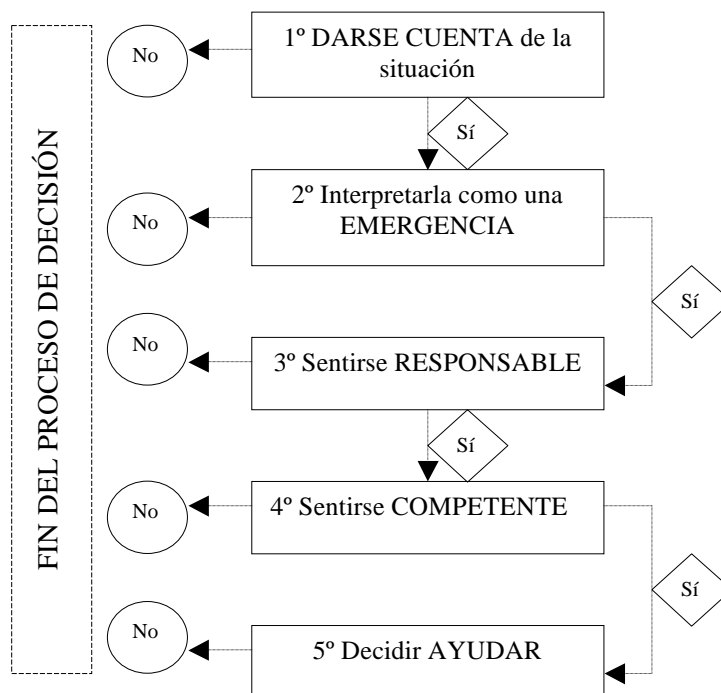 FIN DEL PROCESO DE DECISIÓN
No
1º DARSE CUENTA de la
situación
Sí
No
2º Interpretarla como una
EMERGENCIA
Sí
No
3º Sentirse RESPONSABLE
Sí
No
4º Sentirse COMPETENTE
Sí
No
5º Decidir AYUDAR